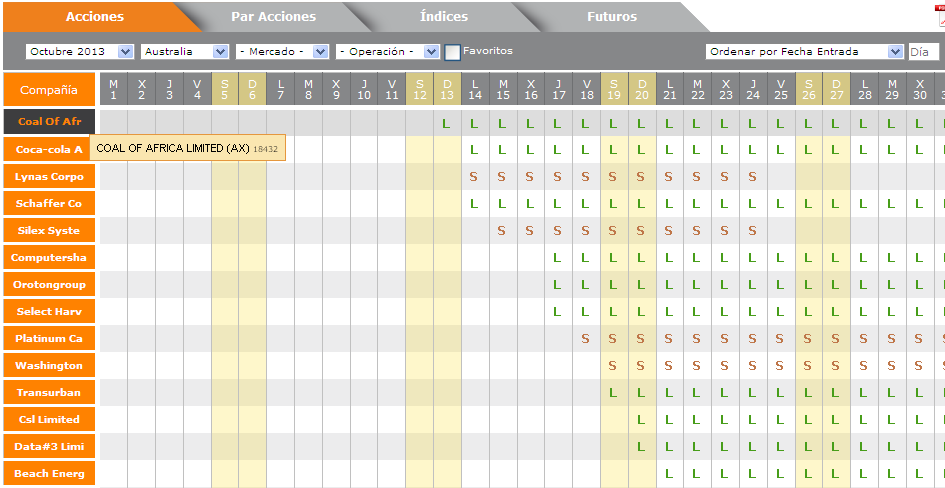 Acciones Par Acciones Índices Futuros
Octubre 2013 Australia - Mercado - - Operación - Favoritos Ordenar por Fecha Entrada Día
Compañía M X J V S D L M X J V S D L M X J V S D L M X J V S D L M X
1 2 3 4 5 6 7 8 9 10 11 12 13 14 15 16 17 18 19 20 21 22 23 24 25 26 27 28 29 30
Coal Of Afr L L L L L L L L L L L L L L L L L L
COAL OF AFRICA LIMITED (AX) 18432
Coca-cola A L L L L L L L L L L L L L L L L L
Lynas Corpo S S S S S S S S S S S
Schaffer Co L L L L L L L L L L L L L L L L L
Silex Syste S S S S S S S S S S
Computersha L L L L L L L L L L L L L L
Orotongroup L L L L L L L L L L L L L L
Select Harv L L L L L L L L L L L L L L
Platinum Ca S S S S S S S S S S S S S
Washington S S S S S S S S S S S S
Transurban L L L L L L L L L L L L
Csl Limited L L L L L L L L L L L
Data#3 Limi L L L L L L L L L L L
Beach Energ L L L L L L L L L L